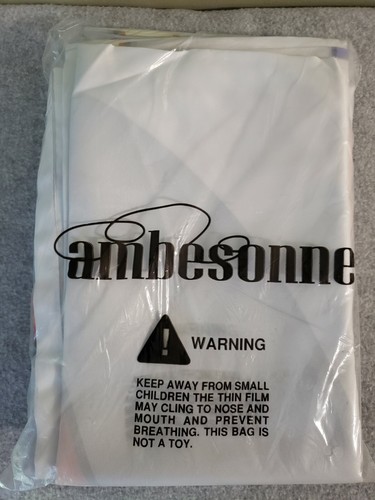 ambesonne
! WARNING
KEEP AWAY FROM SMALL
CHILDREN THE THIN FILM
MAY CLING TO NOSE AND
MOUTH AND PREVENT
BREATHING. THIS BAG IS
NOT A TOY.